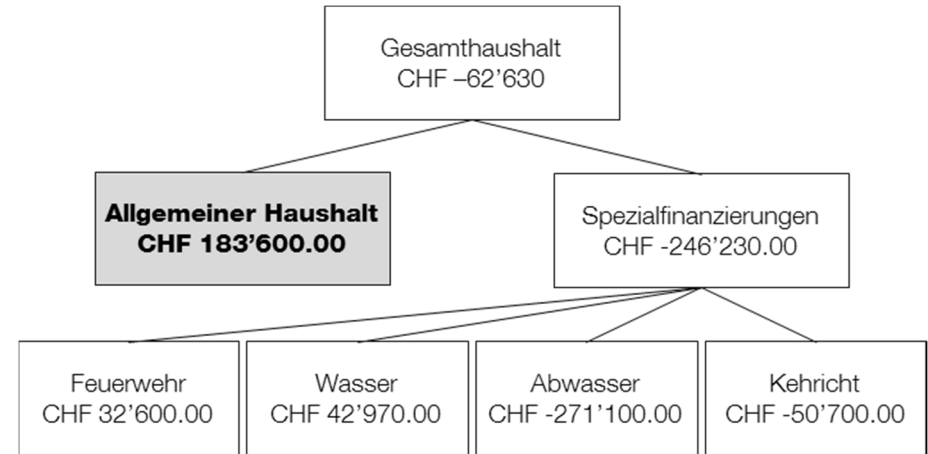 Gesamthaushalt
CHF –62’630
Allgemeiner Haushalt
CHF 183’600.00
Spezialfinanzierungen
CHF -246’230.00
Feuerwehr
CHF 32’600.00
Wasser
CHF 42’970.00
Abwasser
CHF -271’100.00
Kehricht
CHF -50’700.00